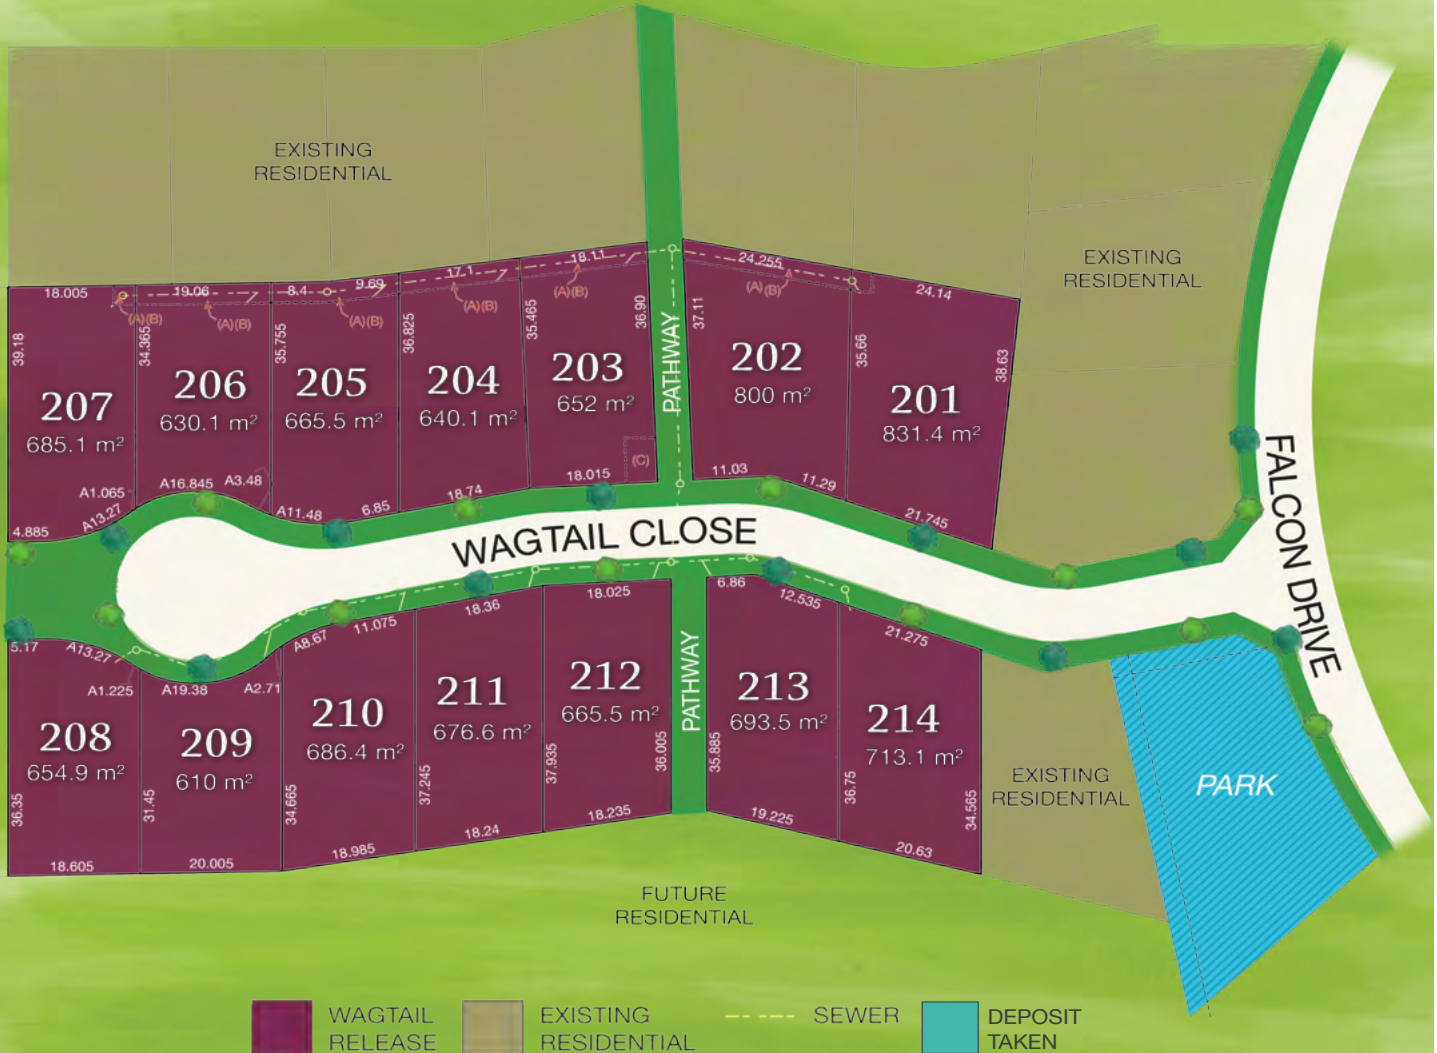 EXISTING
RESIDENTIAL
EXISTING
RESIDENTIAL
18.005
19.06
8.4
9.69
17.1
18.11
24.255
24.14
(A)(B)
(A)(B)
(A)(B)
(A)(B)
(A)(B)
(A)(B)
39.18
34.365
35.755
36.825
35.465
36.90
37.11
35.66
38.63
207
685.1 m²
206
630.1 m²
205
665.5 m²
204
640.1 m²
203
652 m²
PATHWAY
202
800 m²
201
831.4 m²
(C)
4.885
A13.27
A1.065
A16.845
A3.48
A11.48
6.85
18.74
18.015
11.03
11.29
21.745
WAGTAIL CLOSE
FALCON DRIVE
5.17
A13.27
A1.225
A19.38
A2.71
A8.67
11.075
18.36
18.025
6.86
12.535
21.275
208
654.9 m²
209
610 m²
210
686.4 m²
211
676.6 m²
212
665.5 m²
PATHWAY
213
693.5 m²
214
713.1 m²
EXISTING
RESIDENTIAL
PARK
36.35
31.45
34.665
37.245
37.935
36.005
35.885
36.75
34.565
18.605
20.005
18.985
18.24
18.235
19.225
20.63
FUTURE
RESIDENTIAL
WAGTAIL
RELEASE
EXISTING
RESIDENTIAL
SEWER
DEPOSIT
TAKEN